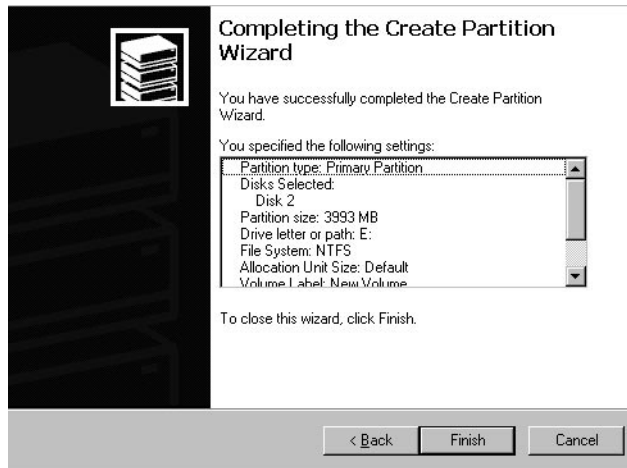 Completing the Create Partition
Wizard
You have successfully completed the Create Partition
Wizard.
You specified the following settings:
Partition type: Primary Partition
Disks Selected:
Disk 2
Partition size: 3993 MB
Drive letter or path: E:
File System: NTFS
Allocation Unit Size: Default
Volume Label: New Volume
To close this wizard, click Finish.
< Back
Finish
Cancel